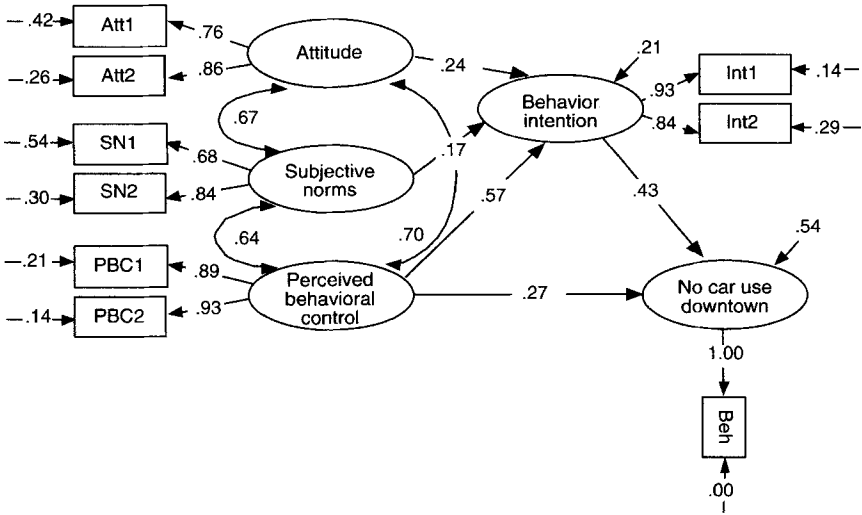 .42
Att1
.76
Attitude
.26
Att2
.86
.24
.21
Behavior
intention
.93
Int1
.14
.84
Int2
.29
.67
.54
SN1
.68
Subjective
norms
.17
.30
SN2
.84
.57
.43
.64
.70
.54
.21
PBC1
.89
Perceived
behavioral
control
.27
No car use
downtown
.14
PBC2
.93
1.00
Beh
.00